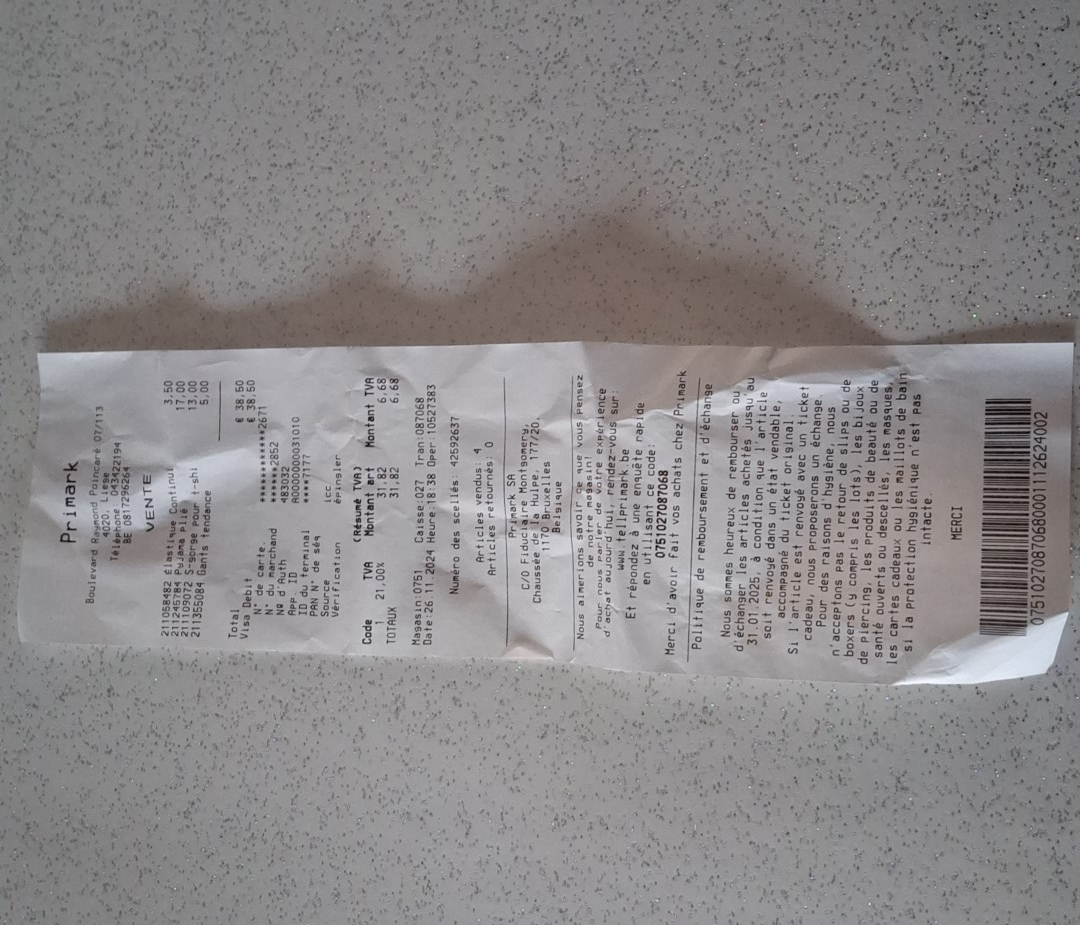 Primark
Boulevard Raymond Poincaré 07/113
4020, Liege
Téléphone 4343422194
BE 0817296264
VENTE
211058482 Elastique Continui 3,50
211245784 Pyjama plié 17,00
211109072 S-gorge pour t-shi 13,00
211355084 Gants tendance 5,00
Total € 38,50
Visa Debit € 38,50
N° de carte. ************2671
N° du marchand *****2852
Nº d'Auth 483032
App. ID A0000000031010
ID du terminal ****7177
PAN N° de séq
Source icc
Vérification epinsler
(Résumé TVA)
Code TVA Montant art Montant TVA
1 21,00% 31,82 6,68
TOTAUX 31,82 6,68
Magasin:0751 Caisse:027 Tran:087068
Date:26.11.2024 Heure:18:38 Oper:10527383
Numéro des scelles: 42592637
Articles vendus: 4
Articles retournés: 0
Primark SA
C/O Fiduciaire Montgomery,
Chaussée de la Hulpe, 177/20,
1170 Bruxelles
Belgique
Nous aimerions savoir ce que vous pensez
de notre magasin!
Pour nous parler de votre expérience
d'achat aujourd'hui, rendez-vous sur:
www.tellprimark.be
Et répondez à une enquête rapide
en utilisant ce code:
0751027087068
Merci d'avoir fait vos achats chez Primark
Politique de remboursement et d'échange
Nous sommes heureux de rembourser ou
d'échanger les articles achetés jusqu'au
31.01.2025, à condition que l'article
soit renvoyé dans un état vendable,
accompagné du ticket original.
Si l'article est renvoyé avec un ticket
cadeau, nous proposerons un échange.
Pour des raisons d'hygiène, nous
n'acceptons pas le retour de slips ou de
boxers (y compris les lots), les bijoux
de piercing, les produits de beauté ou de
santé ouverts ou descellés, les masques,
les cartes cadeaux ou les maillots de bain
si la protection hygiénique n'est pas
intacte.
MERCI
0751027087068000111261124002